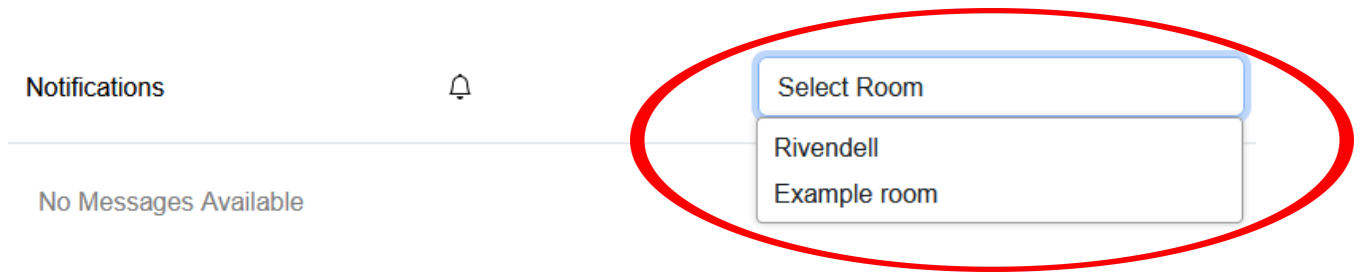 Notifications
Select Room
Rivendell
Example room
No Messages Available